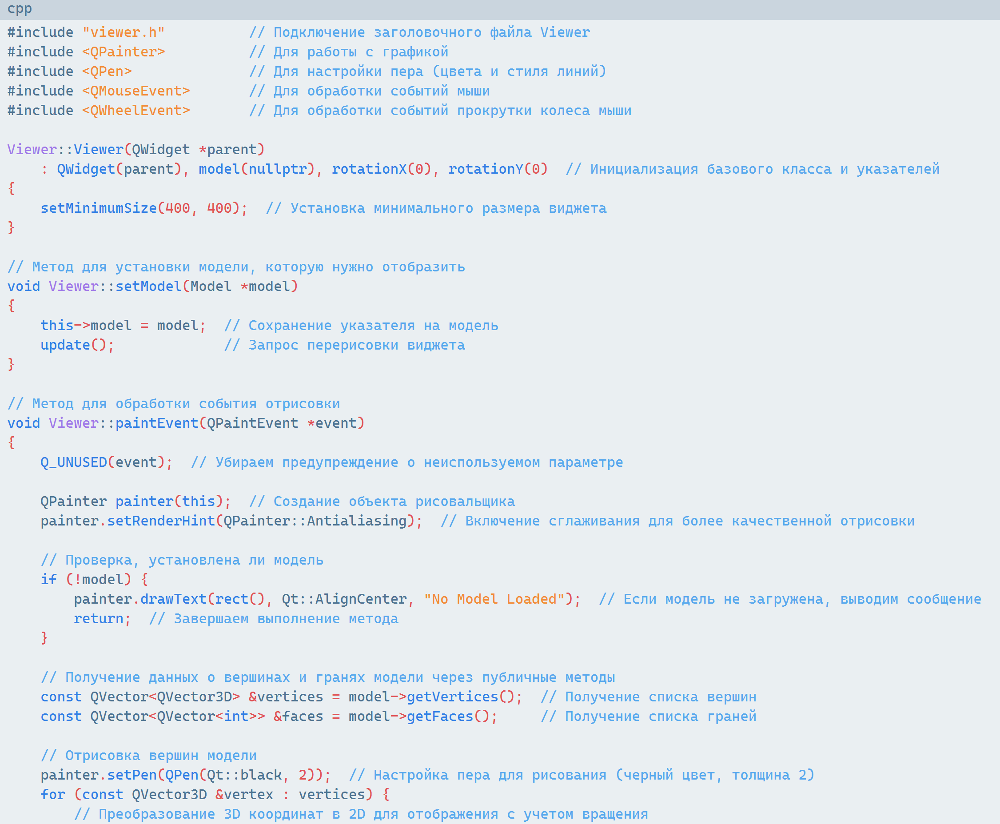 cpp
#include "viewer.h"          // Подключение заголовочного файла Viewer
#include <QPainter>          // Для работы с графикой
#include <QPen>              // Для настройки пера (цвета и стиля линий)
#include <QMouseEvent>       // Для обработки событий мыши
#include <QWheelEvent>       // Для обработки событий прокрутки колеса мыши

Viewer::Viewer(QWidget *parent)
    : QWidget(parent), model(nullptr), rotationX(0), rotationY(0)  // Инициализация базового класса и указателей
{
    setMinimumSize(400, 400);  // Установка минимального размера виджета
}

// Метод для установки модели, которую нужно отобразить
void Viewer::setModel(Model *model)
{
    this->model = model;  // Сохранение указателя на модель
    update();             // Запрос перерисовки виджета
}

// Метод для обработки события отрисовки
void Viewer::paintEvent(QPaintEvent *event)
{
    Q_UNUSED(event);  // Убираем предупреждение о неиспользуемом параметре

    QPainter painter(this);  // Создание объекта рисовальщика
    painter.setRenderHint(QPainter::Antialiasing);  // Включение сглаживания для более качественной отрисовки

    // Проверка, установлена ли модель
    if (!model) {
        painter.drawText(rect(), Qt::AlignCenter, "No Model Loaded");  // Если модель не загружена, выводим сообщение
        return;  // Завершаем выполнение метода
    }

    // Получение данных о вершинах и гранях модели через публичные методы
    const QVector<QVector3D> &vertices = model->getVertices();  // Получение списка вершин
    const QVector<QVector<int>> &faces = model->getFaces();     // Получение списка граней

    // Отрисовка вершин модели
    painter.setPen(QPen(Qt::black, 2));  // Настройка пера для рисования (черный цвет, толщина 2)
    for (const QVector3D &vertex : vertices) {
        // Преобразование 3D координат в 2D для отображения с учетом вращения